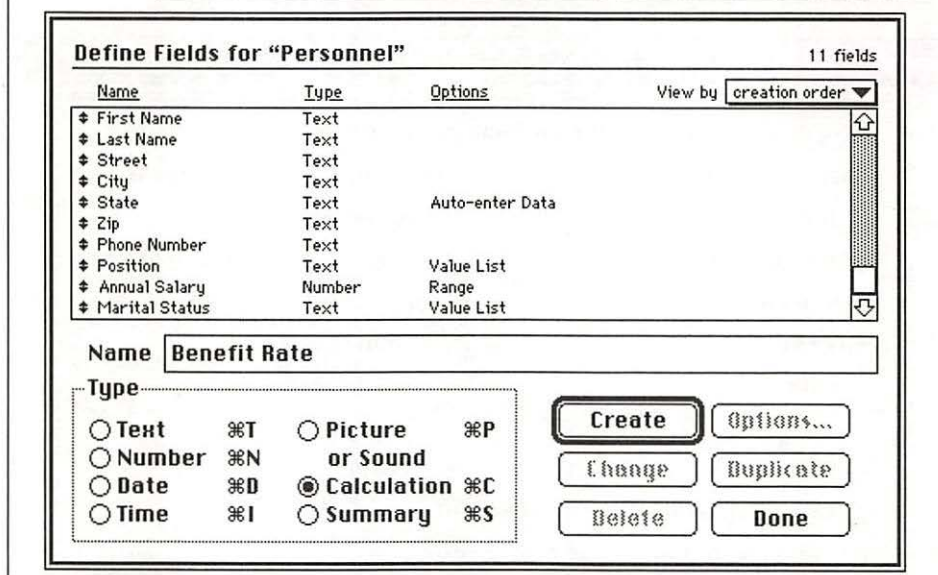 Define Fields for “Personnel” 11 fields
Name Type Options View by creation order
First Name Text
Last Name Text
Street Text
City Text
State Text Auto-enter Data
Zip Text
Phone Number Text
Position Text Value List
Annual Salary Number Range
Marital Status Text Value List
Name Benefit Rate
Type
Text ⌘T Picture ⌘P
Number ⌘N or Sound
Date ⌘D Calculation ⌘C
Time ⌘I Summary ⌘S
Create Options...
Change Duplicate
Delete Done